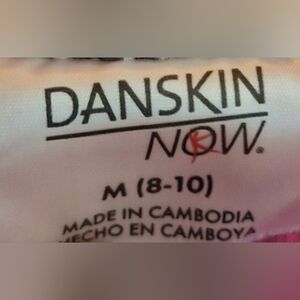 DANSKIN
NOW®
M (8-10)
MADE IN CAMBODIA
HECHO EN CAMBOYA